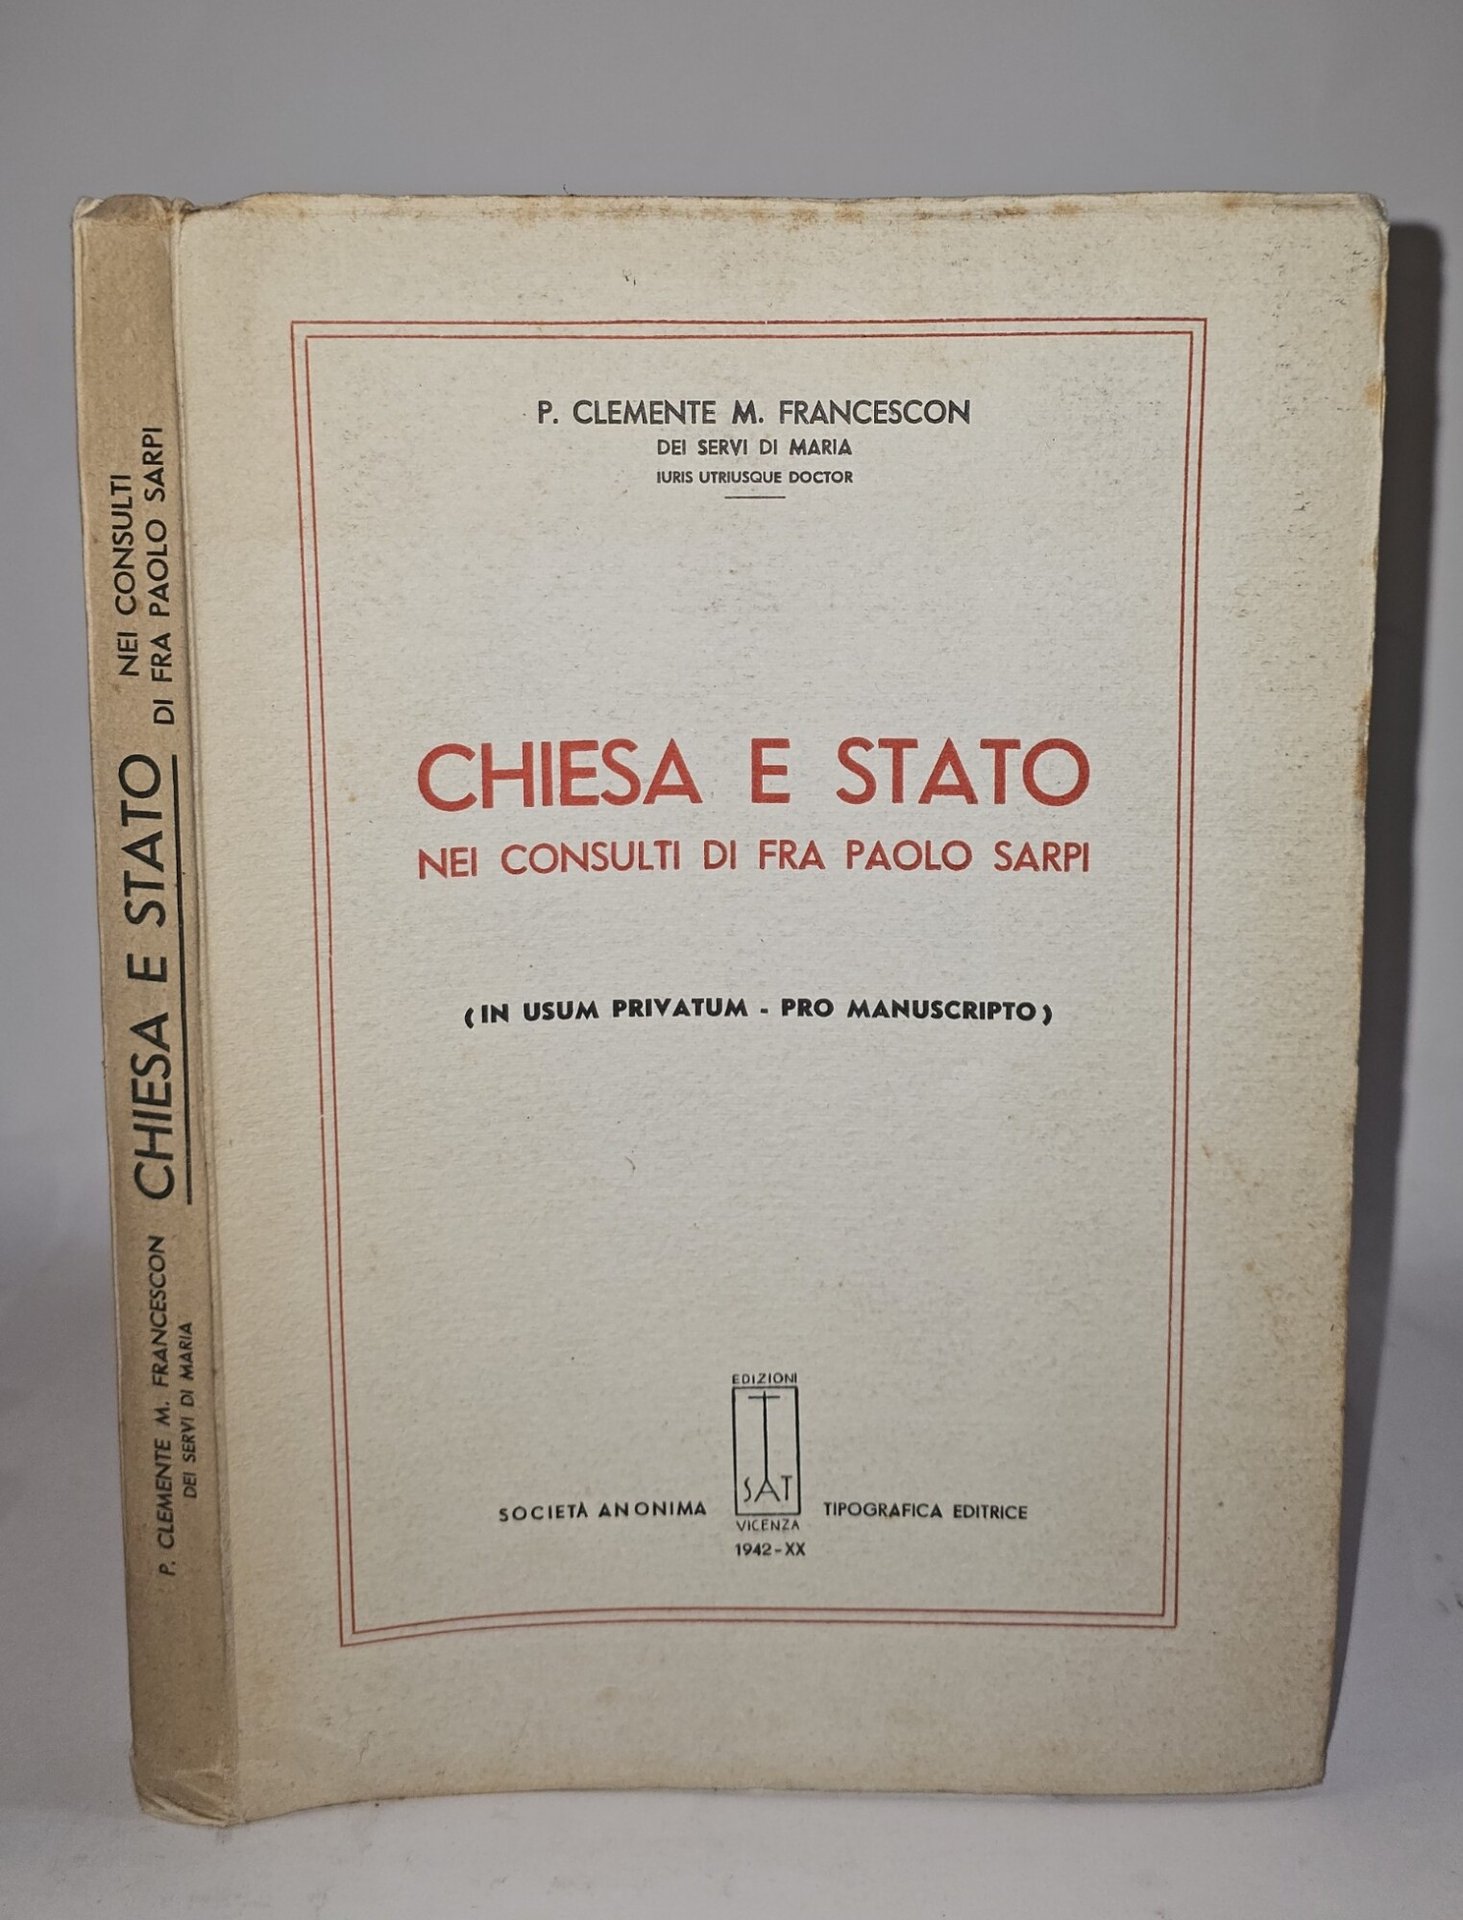 P. CLEMENTE M. FRANCESCON
DEI SERVI DI MARIA
CHIESA E STATO
NEI CONSULTI
DI FRA PAOLO SARPI
P. CLEMENTE M. FRANCESCON
DEI SERVI DI MARIA
IURIS UTRIUSQUE DOCTOR
CHIESA E STATO
NEI CONSULTI DI FRA PAOLO SARPI
(IN USUM PRIVATUM - PRO MANUSCRIPTO)
EDIZIONI
SAT
SOCIETÀ ANONIMA TIPOGRAFICA EDITRICE
VICENZA
1942-XX